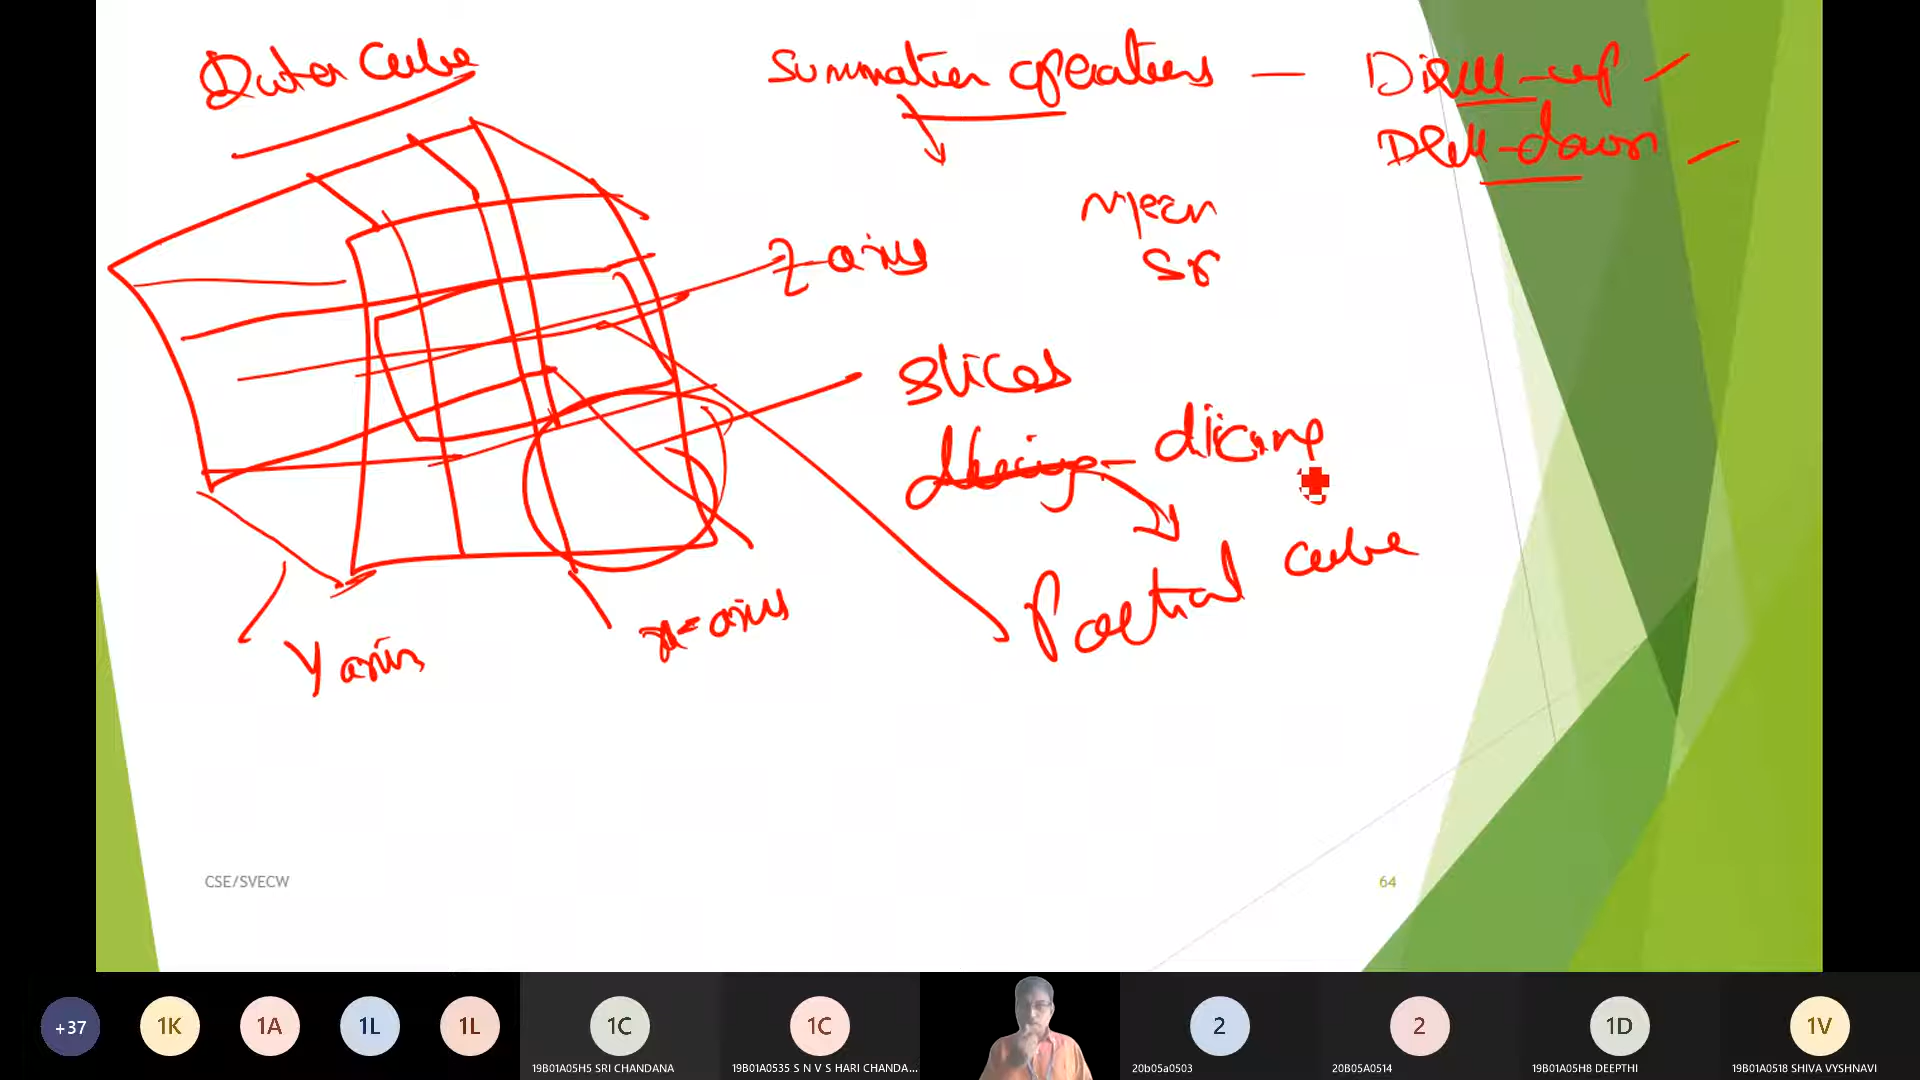 Data Cube
Summation operations — Drill-up
Drill-down
mean
Z-axis
slices
dicing
Partial cube
x-axis
Y axis
CSE/SVECW
64
+37
1K
1A
1L
1L
1C
1C
2
2
1D
1V
19B01A05H5 SRI CHANDANA
19B01A0535 S N V S HARI CHANDA...
20b05a0503
20B05A0514
19B01A05H8 DEEPTHI
19B01A0518 SHIVA VYSHNAVI